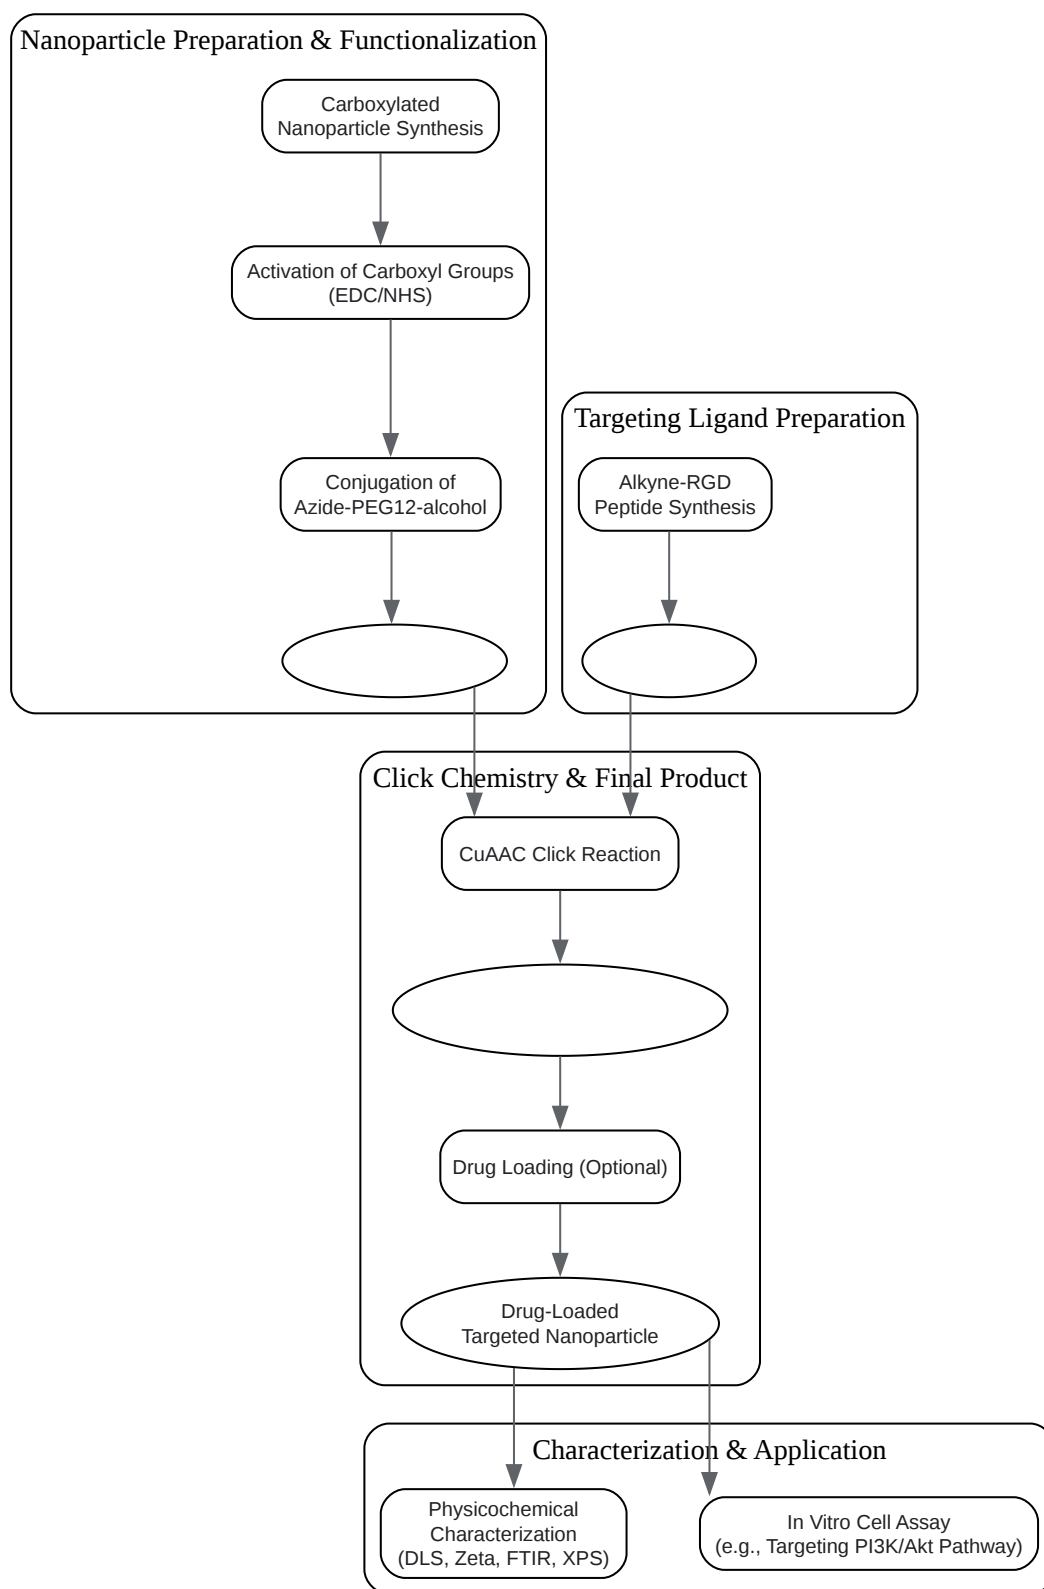 Nanoparticle Preparation & Functionalization
Carboxylated
Nanoparticle Synthesis
Activation of Carboxyl Groups
(EDC/NHS)
Conjugation of
Azide-PEG12-alcohol
Targeting Ligand Preparation
Alkyne-RGD
Peptide Synthesis
Click Chemistry & Final Product
CuAAC Click Reaction
Drug Loading (Optional)
Drug-Loaded
Targeted Nanoparticle
Characterization & Application
Physicochemical
Characterization
(DLS, Zeta, FTIR, XPS)
In Vitro Cell Assay
(e.g., Targeting PI3K/Akt Pathway)